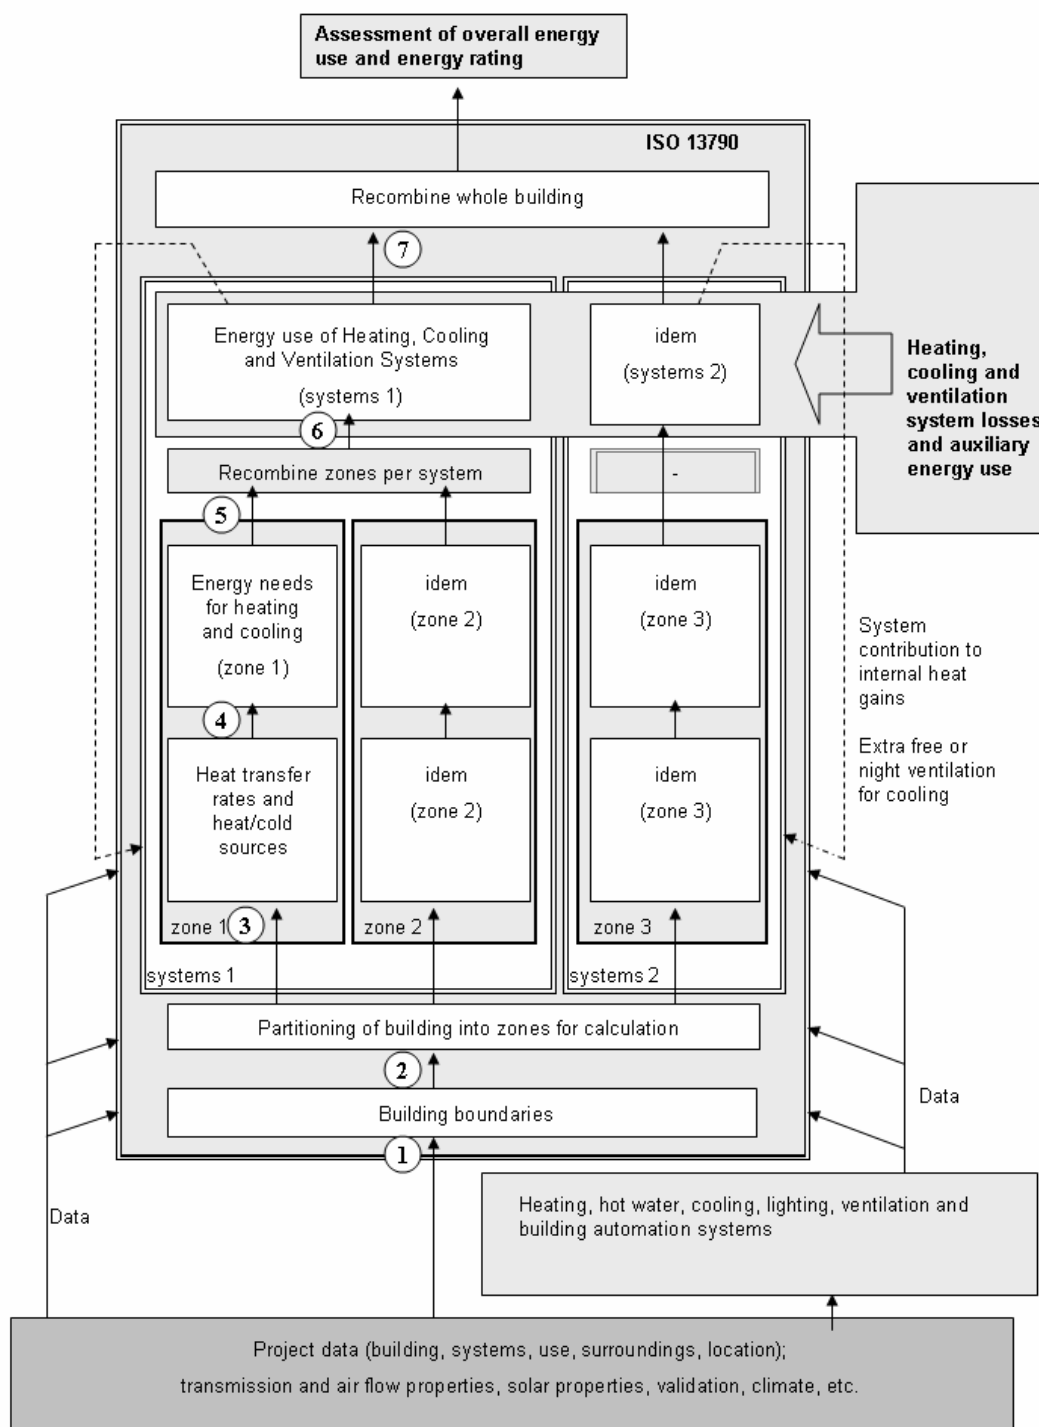 Assessment of overall energy
use and energy rating
ISO 13790
Recombine whole building
7
Energy use of Heating, Cooling
and Ventilation Systems
(systems 1)
idem
(systems 2)
Heating,
cooling and
ventilation
system losses
and auxiliary
energy use
6
Recombine zones per system
-
5
Energy needs
for heating
and cooling
(zone 1)
idem
(zone 2)
idem
(zone 3)
System
contribution to
internal heat
gains
Extra free or
night ventilation
for cooling
4
Heat transfer
rates and
heat/cold
sources
idem
(zone 2)
idem
(zone 3)
zone 1
3
zone 2
zone 3
systems 1
systems 2
Partitioning of building into zones for calculation
2
Building boundaries
1
Data
Data
Heating, hot water, cooling, lighting, ventilation and
building automation systems
Project data (building, systems, use, surroundings, location);
transmission and air flow properties, solar properties, validation, climate, etc.